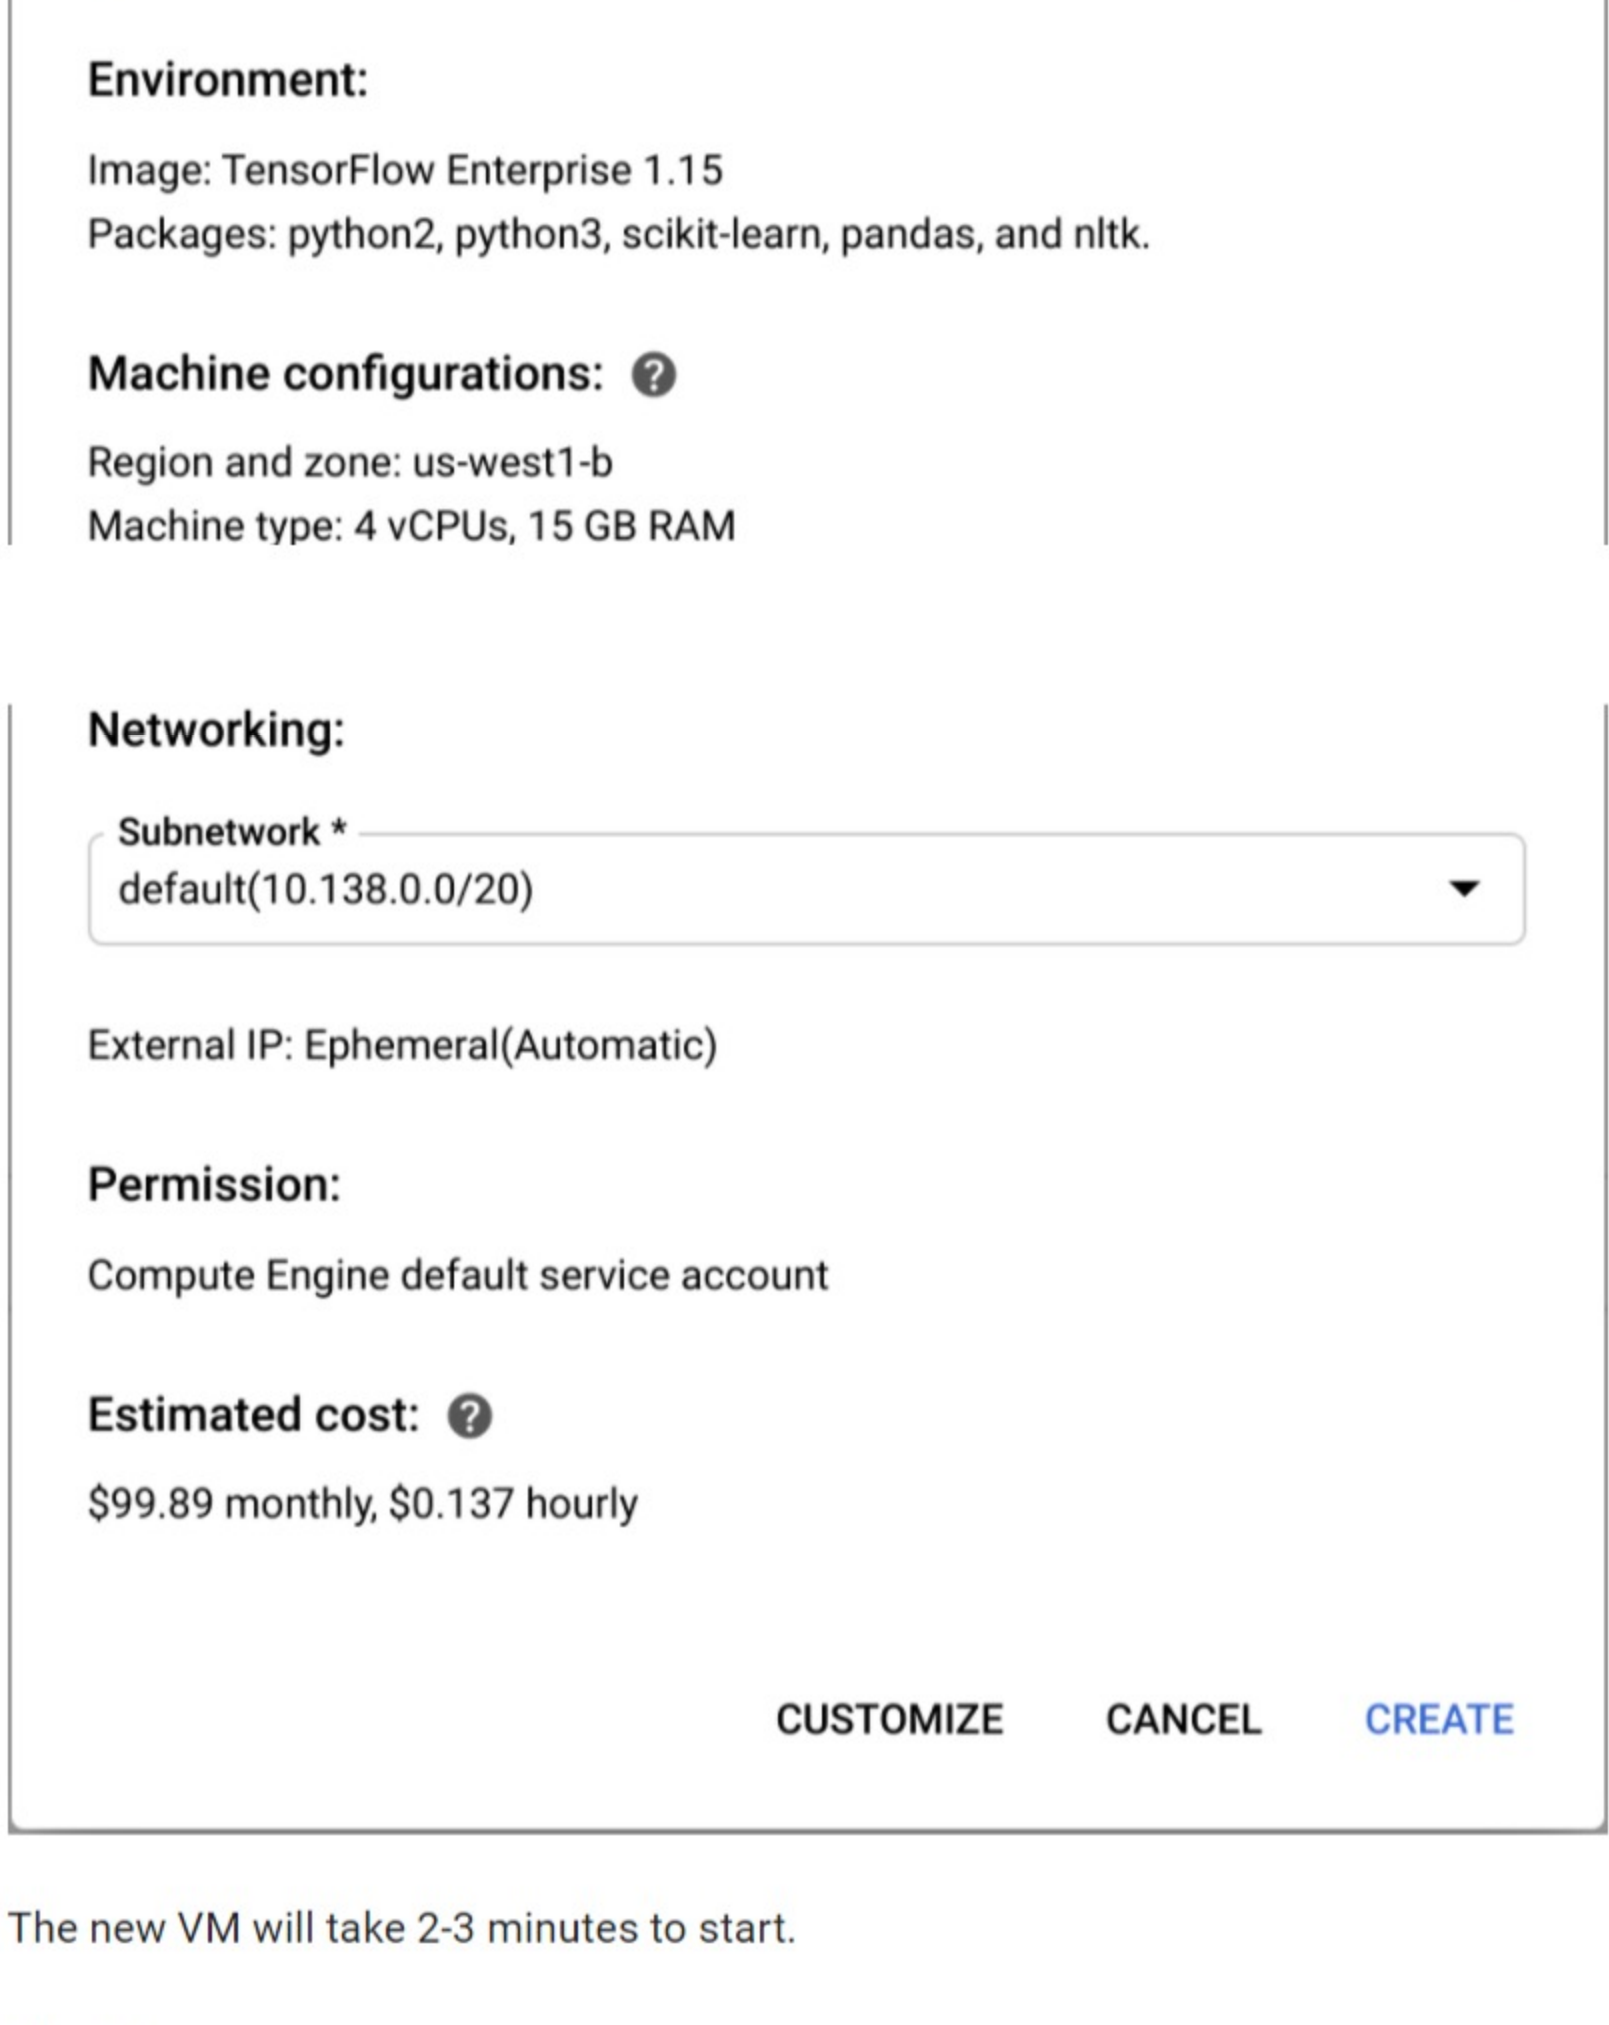 Environment:
Image: TensorFlow Enterprise 1.15
Packages: python2, python3, scikit-learn, pandas, and nltk.
Machine configurations:
Region and zone: us-west1-b
Machine type: 4 vCPUs, 15 GB RAM
Networking:
Subnetwork *
default(10.138.0.0/20)
External IP: Ephemeral(Automatic)
Permission:
Compute Engine default service account
Estimated cost:
$99.89 monthly, $0.137 hourly
CUSTOMIZE CANCEL CREATE
The new VM will take 2-3 minutes to start.